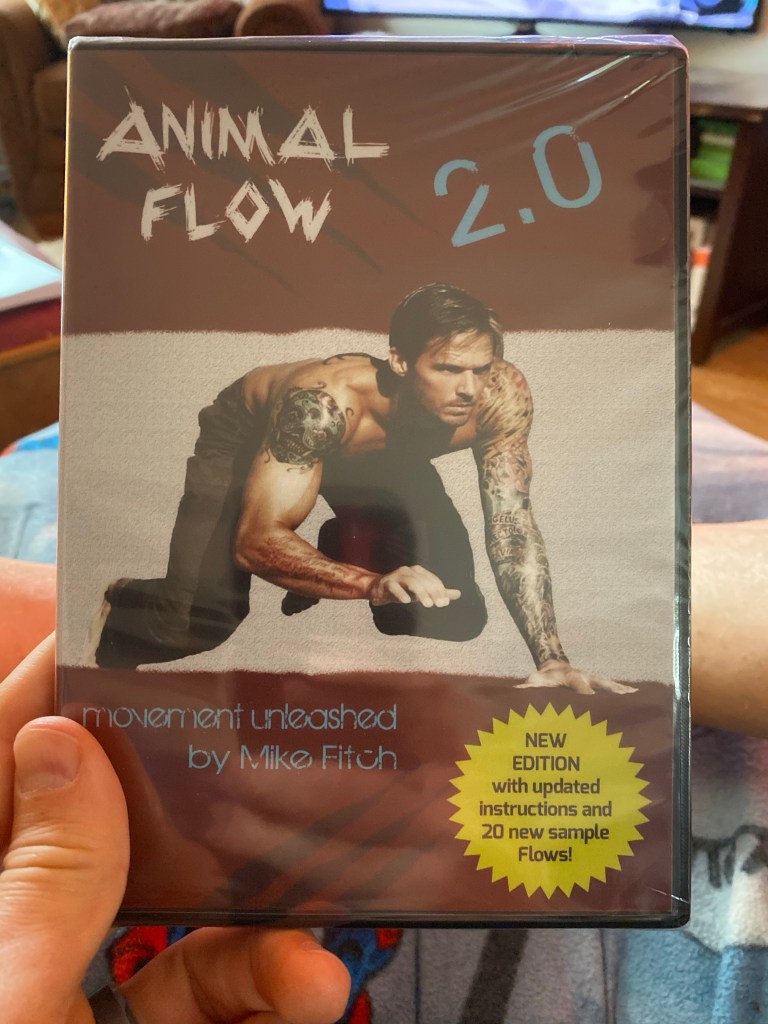 ANIMAL
FLOW
2.0
movement unleashed
by Mike Fitch
NEW
EDITION
with updated
instructions and
20 new sample
Flows!